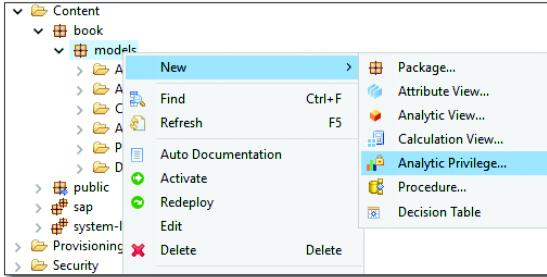 Content
book
models
A
A
C
A
P
D
public
sap
system-l
Provisioning
Security
New
Find Ctrl+F
Refresh F5
Auto Documentation
Activate
Redeploy
Edit
Delete Delete
Package...
Attribute View...
Analytic View...
Calculation View...
Analytic Privilege...
Procedure...
Decision Table